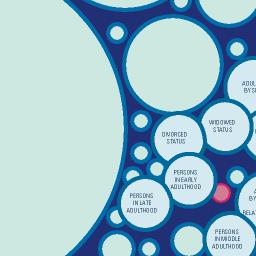 ADUL
BY S
WIDOWED
STATUS
DIVORCED
STATUS
PERSONS
IN EARLY
ADULTHOOD
PERSONS
IN LATE
ADULTHOOD
A
BY
RELA
PERSONS
IN MIDDLE
ADULTHOOD